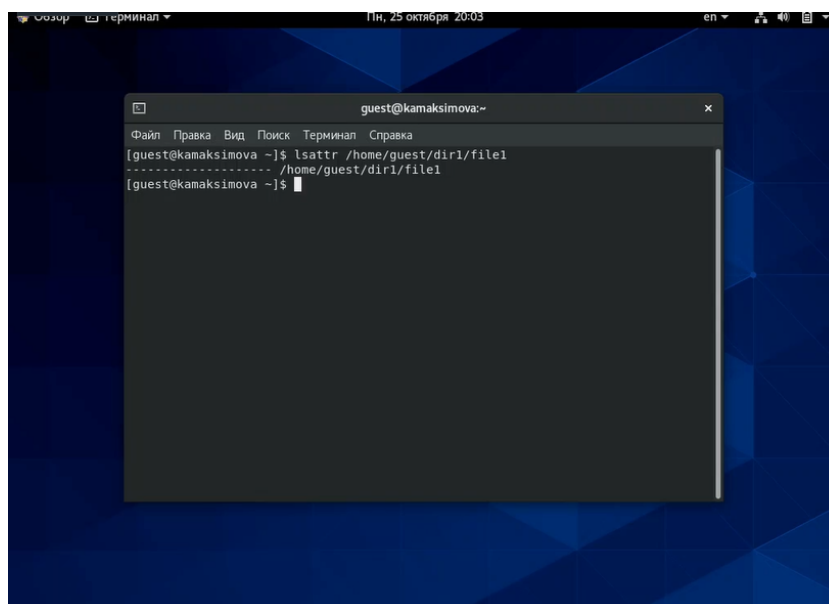 Обзор Терминал Пн, 25 октября 20:03 en
guest@kamaksimova:~
Файл Правка Вид Поиск Терминал Справка
[guest@kamaksimova ~]$ lsattr /home/guest/dir1/file1
-------------------- /home/guest/dir1/file1
[guest@kamaksimova ~]$